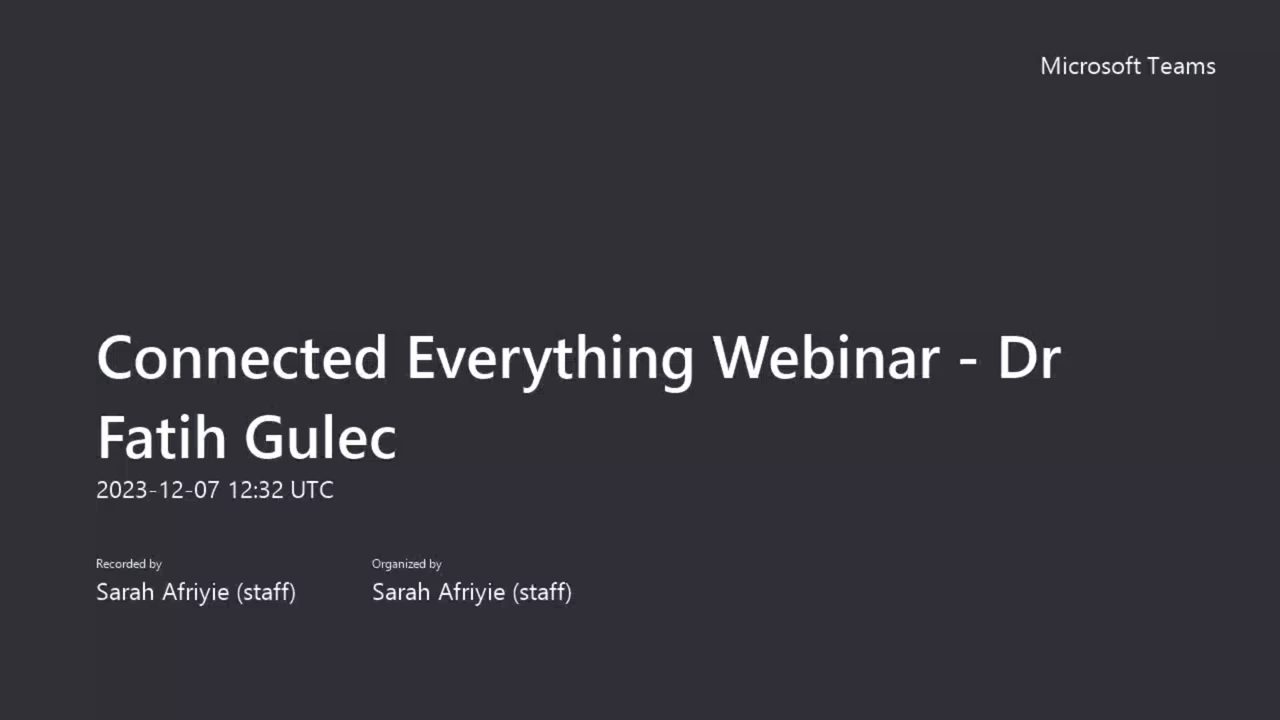 Microsoft Teams
Connected Everything Webinar - Dr
Fatih Gulec
2023-12-07 12:32 UTC
Recorded by
Organized by
Sarah Afriyie (staff)
Sarah Afriyie (staff)